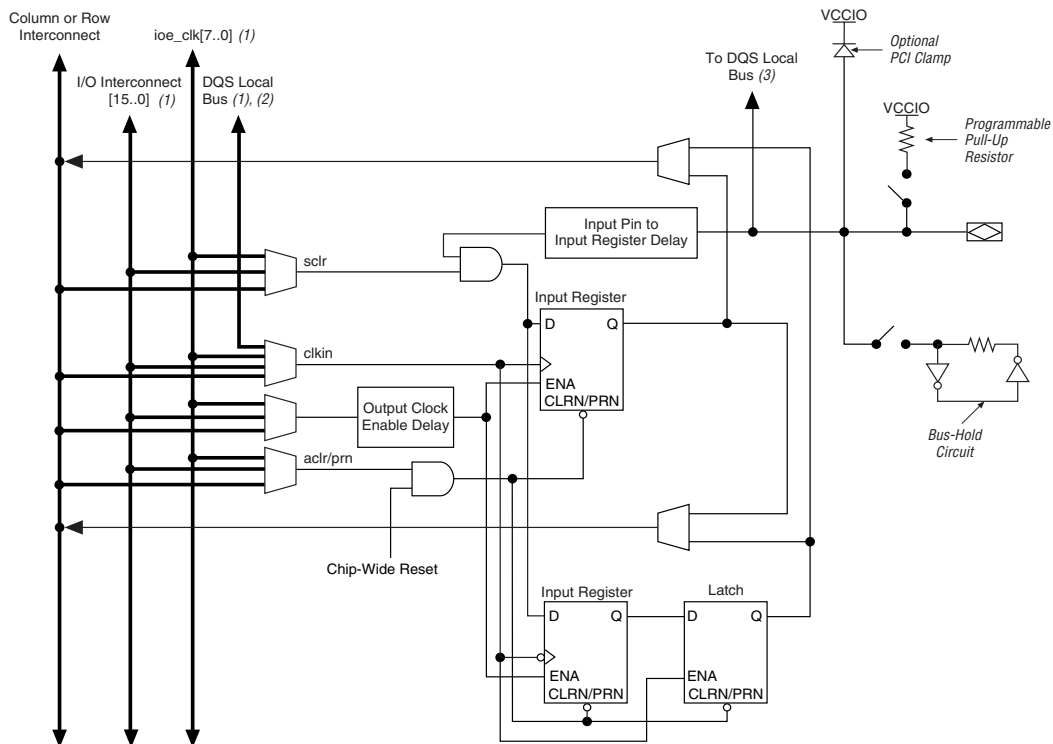 Column or Row
Interconnect
ioe_clk[7..0] (1)
I/O Interconnect
[15..0] (1)
DQS Local
Bus (1), (2)
To DQS Local
Bus (3)
VCCIO
Optional
PCI Clamp
VCCIO
Programmable
Pull-Up
Resistor
Input Pin to
Input Register Delay
sclr
Input Register
D
Q
ENA
CLRN/PRN
clkin
Output Clock
Enable Delay
aclr/prn
Chip-Wide Reset
Bus-Hold
Circuit
Input Register
D
Q
ENA
CLRN/PRN
Latch
D
Q
ENA
CLRN/PRN